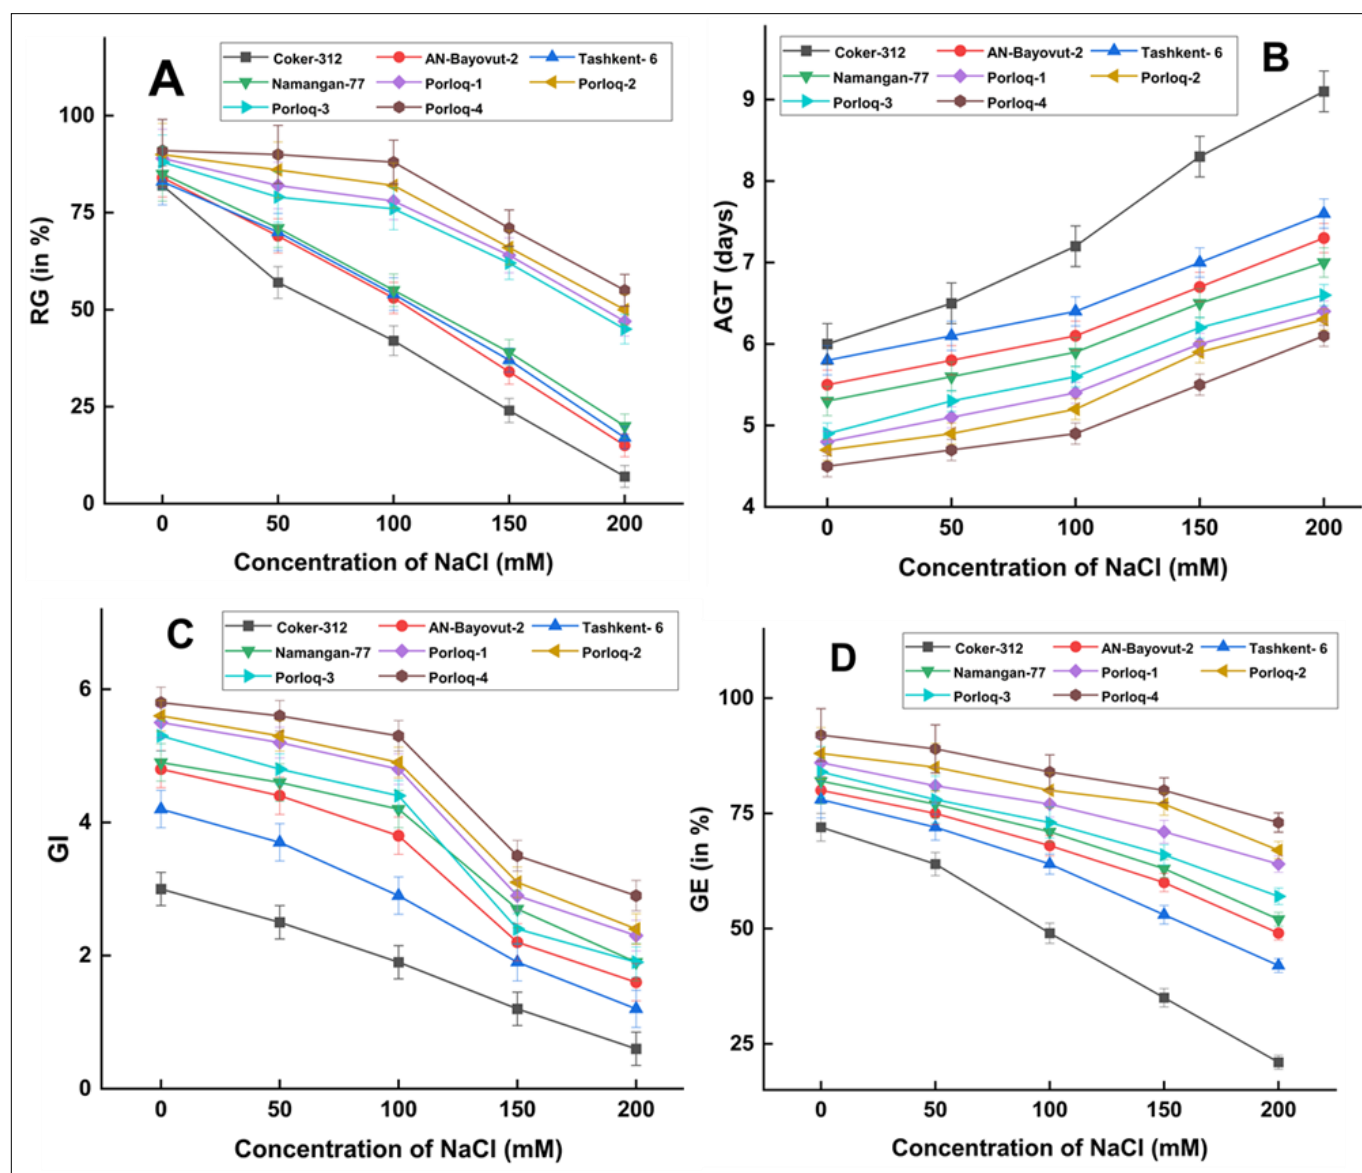 A
Coker-312 AN-Bayovut-2 Tashkent- 6
Namangan-77 Porloq-1 Porloq-2
Porloq-3 Porloq-4
RG (in %)
100
75
50
25
0
0 50 100 150 200
Concentration of NaCl (mM)
B
Coker-312 AN-Bayovut-2 Tashkent- 6
Namangan-77 Porloq-1 Porloq-2
Porloq-3 Porloq-4
AGT (days)
9
8
7
6
5
4
0 50 100 150 200
Concentration of NaCl (mM)
C
Coker-312 AN-Bayovut-2 Tashkent- 6
Namangan-77 Porloq-1 Porloq-2
Porloq-3 Porloq-4
GI
6
4
2
0
0 50 100 150 200
Concentration of NaCl (mM)
D
Coker-312 AN-Bayovut-2 Tashkent- 6
Namangan-77 Porloq-1 Porloq-2
Porloq-3 Porloq-4
GE (in %)
100
75
50
25
0 50 100 150 200
Concentration of NaCl (mM)